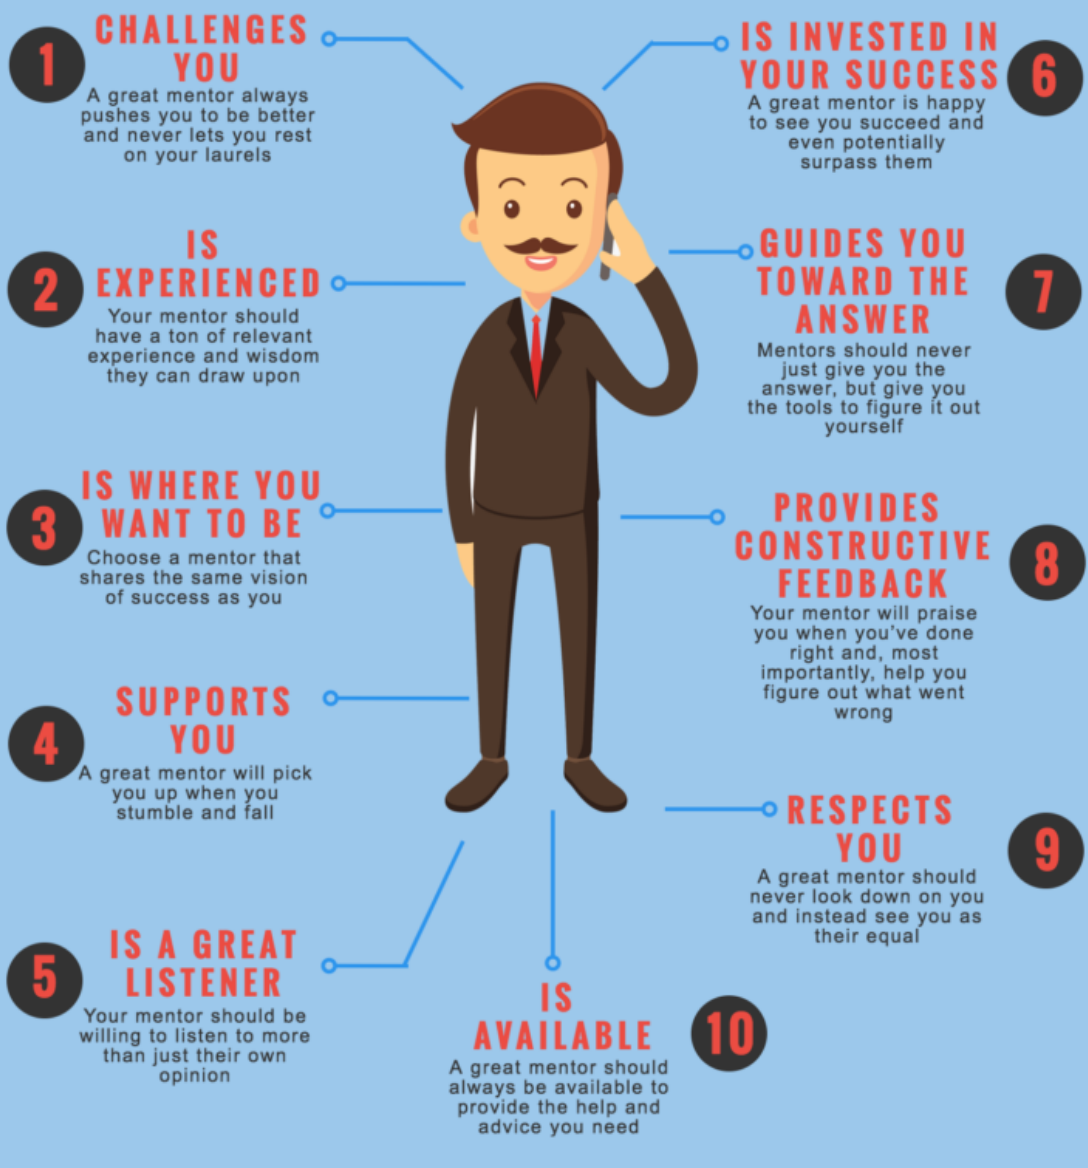 1
CHALLENGES
YOU
A great mentor always
pushes you to be better
and never lets you rest
on your laurels
2
IS
EXPERIENCED
Your mentor should
have a ton of relevant
experience and wisdom
they can draw upon
3
IS WHERE YOU
WANT TO BE
Choose a mentor that
shares the same vision
of success as you
4
SUPPORTS
YOU
A great mentor will pick
you up when you
stumble and fall
5
IS A GREAT
LISTENER
Your mentor should be
willing to listen to more
than just their own
opinion
6
IS INVESTED IN
YOUR SUCCESS
A great mentor is happy
to see you succeed and
even potentially
surpass them
7
GUIDES YOU
TOWARD THE
ANSWER
Mentors should never
just give you the
answer, but give you
the tools to figure it out
yourself
8
PROVIDES
CONSTRUCTIVE
FEEDBACK
Your mentor will praise
you when you've done
right and, most
importantly, help you
figure out what went
wrong
9
RESPECTS
YOU
A great mentor should
never look down on you
and instead see you as
their equal
10
IS
AVAILABLE
A great mentor should
always be available to
provide the help and
advice you need